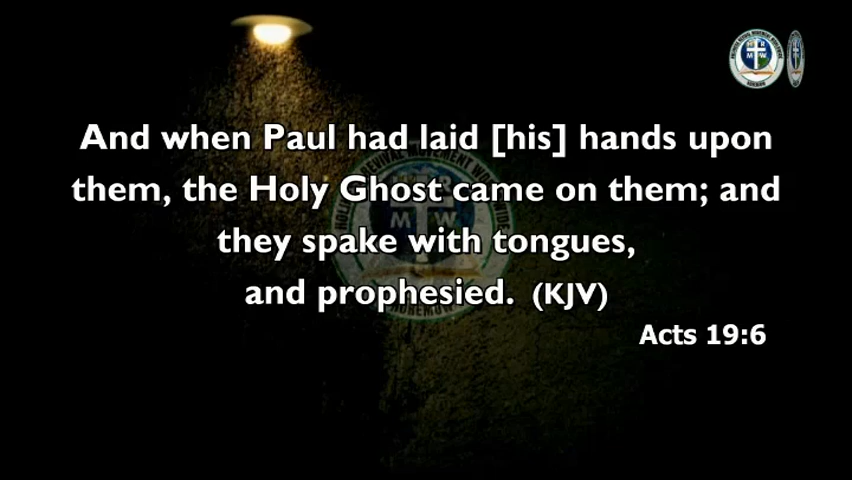 And when Paul had laid [his] hands upon
them, the Holy Ghost came on them; and
they spake with tongues,
and prophesied. (KJV)
Acts 19:6
H R
M W